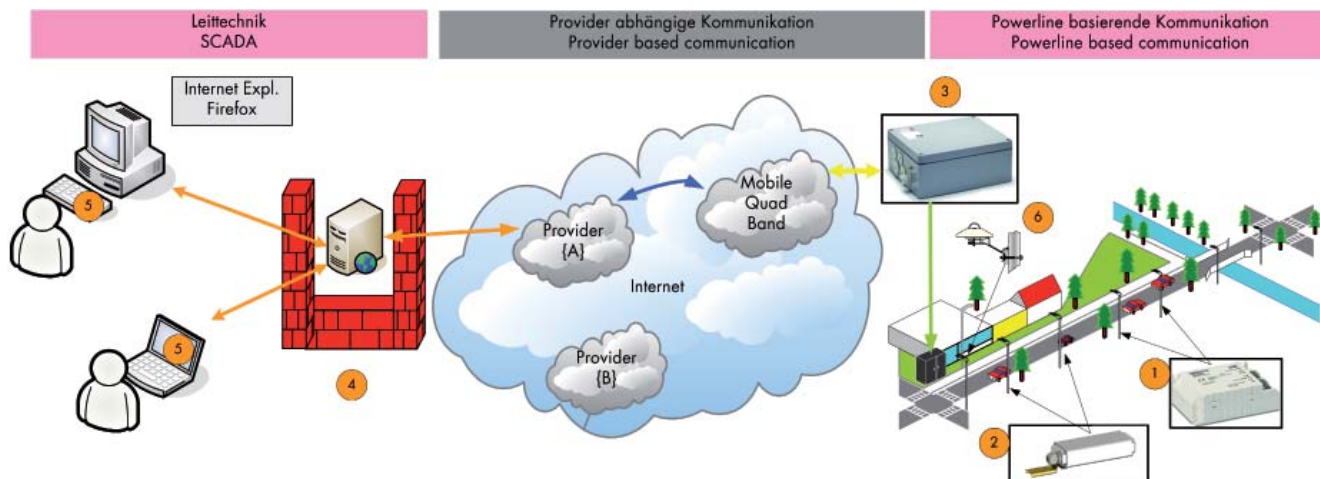 Leittechnik
SCADA
Provider abhängige Kommunikation
Provider based communication
Powerline basierende Kommunikation
Powerline based communication
Internet Expl.
Firefox
3
5
Mobile
Quad
Band
6
Provider
{A}
Internet
5
4
Provider
{B}
1
2